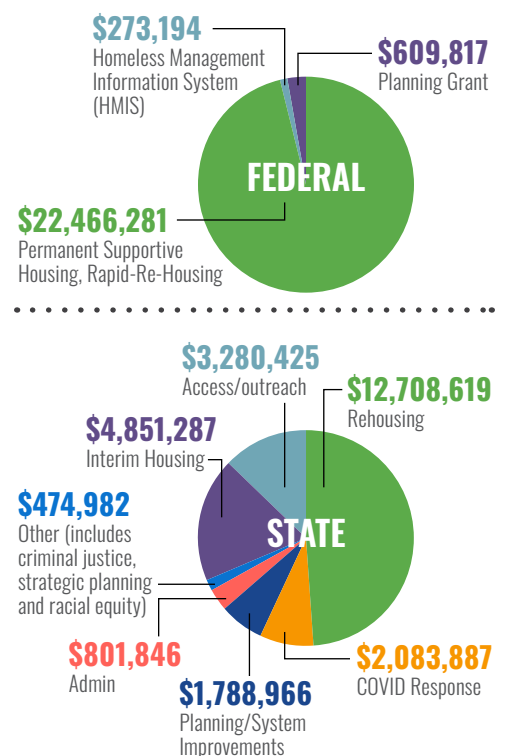 $273,194
Homeless Management
Information System
(HMIS)
$609,817
Planning Grant
FEDERAL
$22,466,281
Permanent Supportive
Housing, Rapid-Re-Housing
$3,280,425
Access/outreach
$12,708,619
Rehousing
$4,851,287
Interim Housing
$474,982
Other (includes
criminal justice,
strategic planning
and racial equity)
STATE
$801,846
Admin
$2,083,887
COVID Response
$1,788,966
Planning/System
Improvements